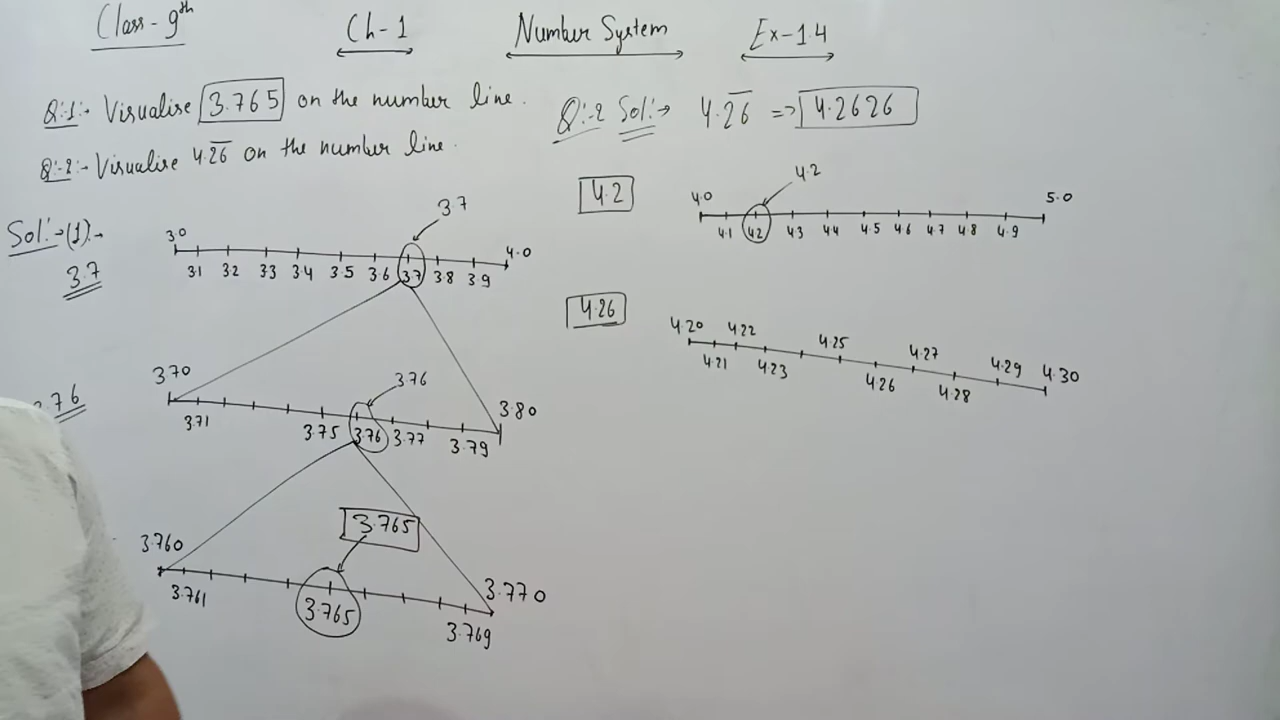 Class-9th Ch-1 Number System Ex-1.4
Q:1:- Visualise 3.765 on the number line.
Q:-2:- Visualise 4.2̅6̅ on the number line.
Sol:→(1)→
3.7
3.7
3.0 4.0
3.1 3.2 3.3 3.4 3.5 3.6 3.7 3.8 3.9
3.76
3.70 3.80
3.71 3.75 3.76 3.77 3.79
3.765
3.760 3.770
3.761 3.765 3.769
Q:-2 Sol:→ 4.2̅6̅ => 4.2626
4.2
4.2
4.0 5.0
4.1 4.2 4.3 4.4 4.5 4.6 4.7 4.8 4.9
4.26
4.20 4.22 4.25 4.27 4.29 4.30
4.21 4.23 4.26 4.28